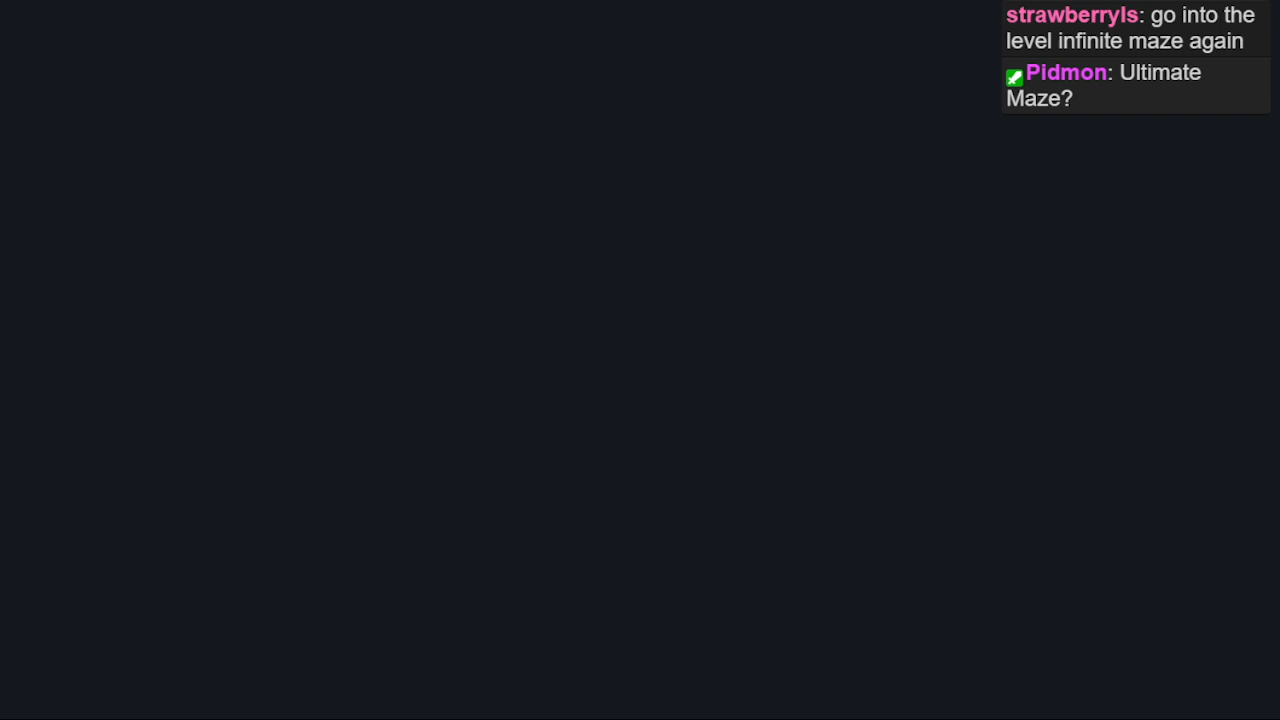 strawberryls: go into the
level infinite maze again
Pidmon: Ultimate
Maze?